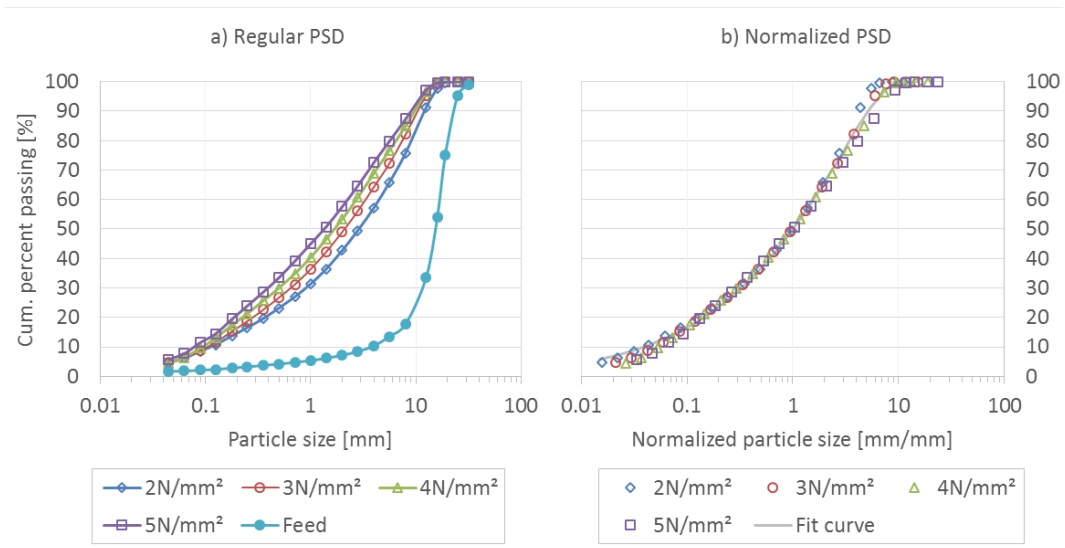 a) Regular PSD
Cum. percent passing [%]
100
90
80
70
60
50
40
30
20
10
0
0.01 0.1 1 10 100
Particle size [mm]
2N/mm² 3N/mm² 4N/mm²
5N/mm² Feed
b) Normalized PSD
100
90
80
70
60
50
40
30
20
10
0
0.01 0.1 1 10 100
Normalized particle size [mm/mm]
2N/mm² 3N/mm² 4N/mm²
5N/mm² Fit curve